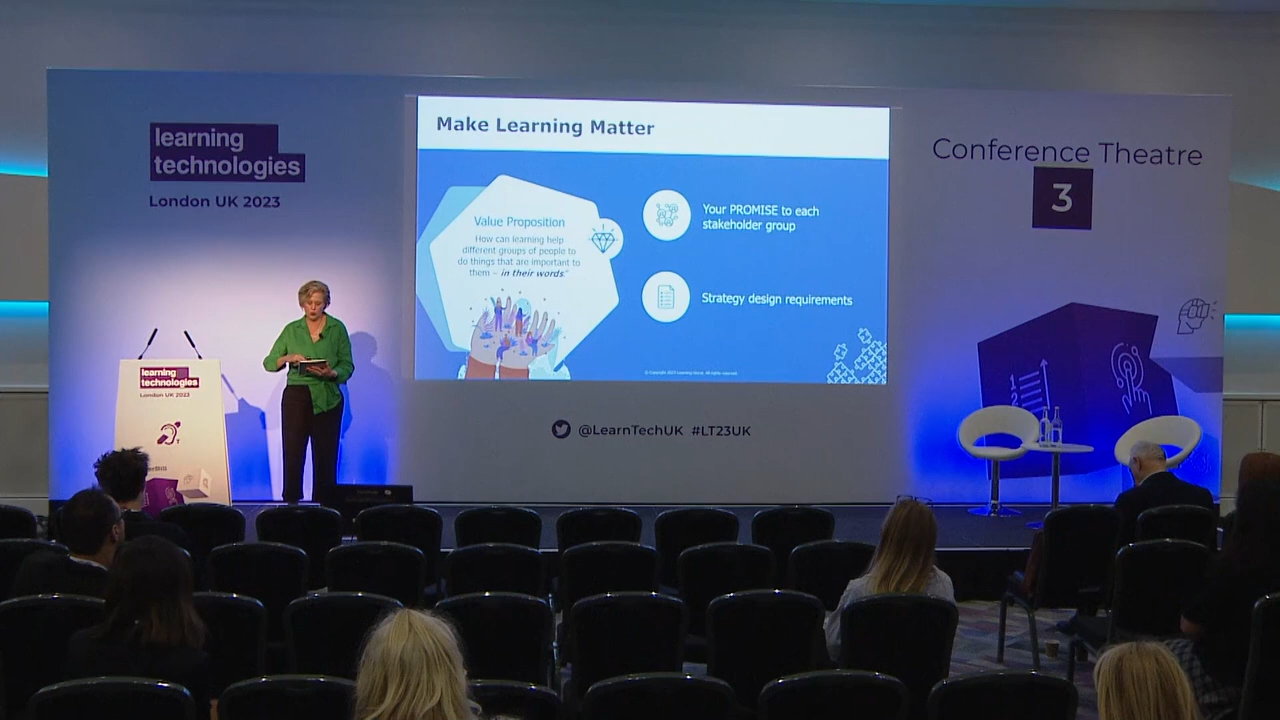 learning
technologies
London UK 2023
Make Learning Matter
Value Proposition
How can learning help
different groups of people to
do things that are important to
them – in their words."
Your PROMISE to each
stakeholder group
Strategy design requirements
Conference Theatre
3
1
2
@LearnTechUK #LT23UK
learning
technologies
London UK 2023
T